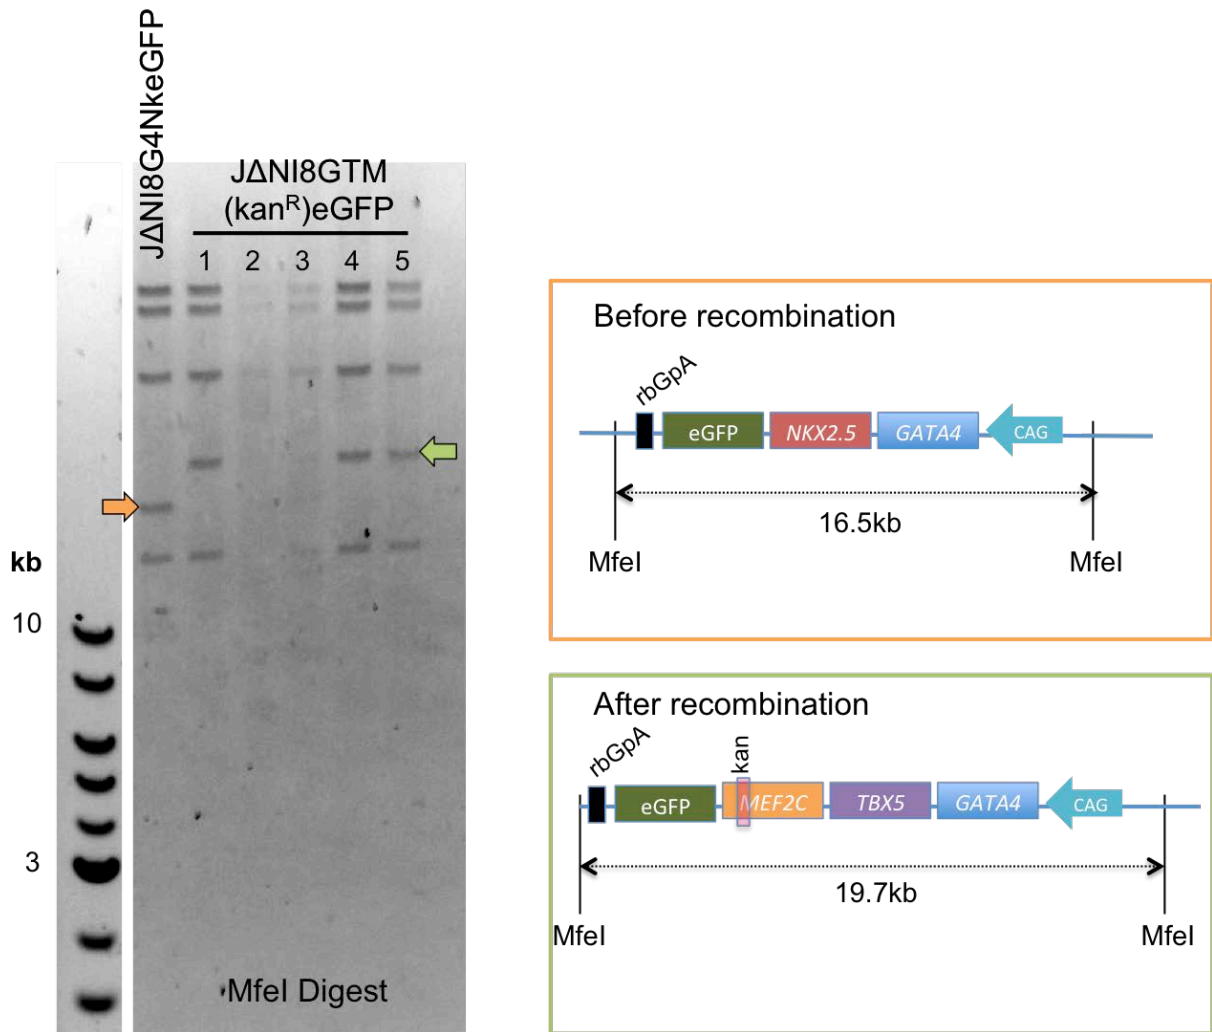 JΔNI8G4NkeGFP
JΔNI8GTM
(kanR)eGFP
1 2 3 4 5
kb
10
3
MfeI Digest
Before recombination
rbGpA
eGFP NKX2.5 GATA4 CAG
16.5kb
MfeI MfeI
After recombination
rbGpA
kan
eGFP MEF2C TBX5 GATA4 CAG
19.7kb
MfeI MfeI